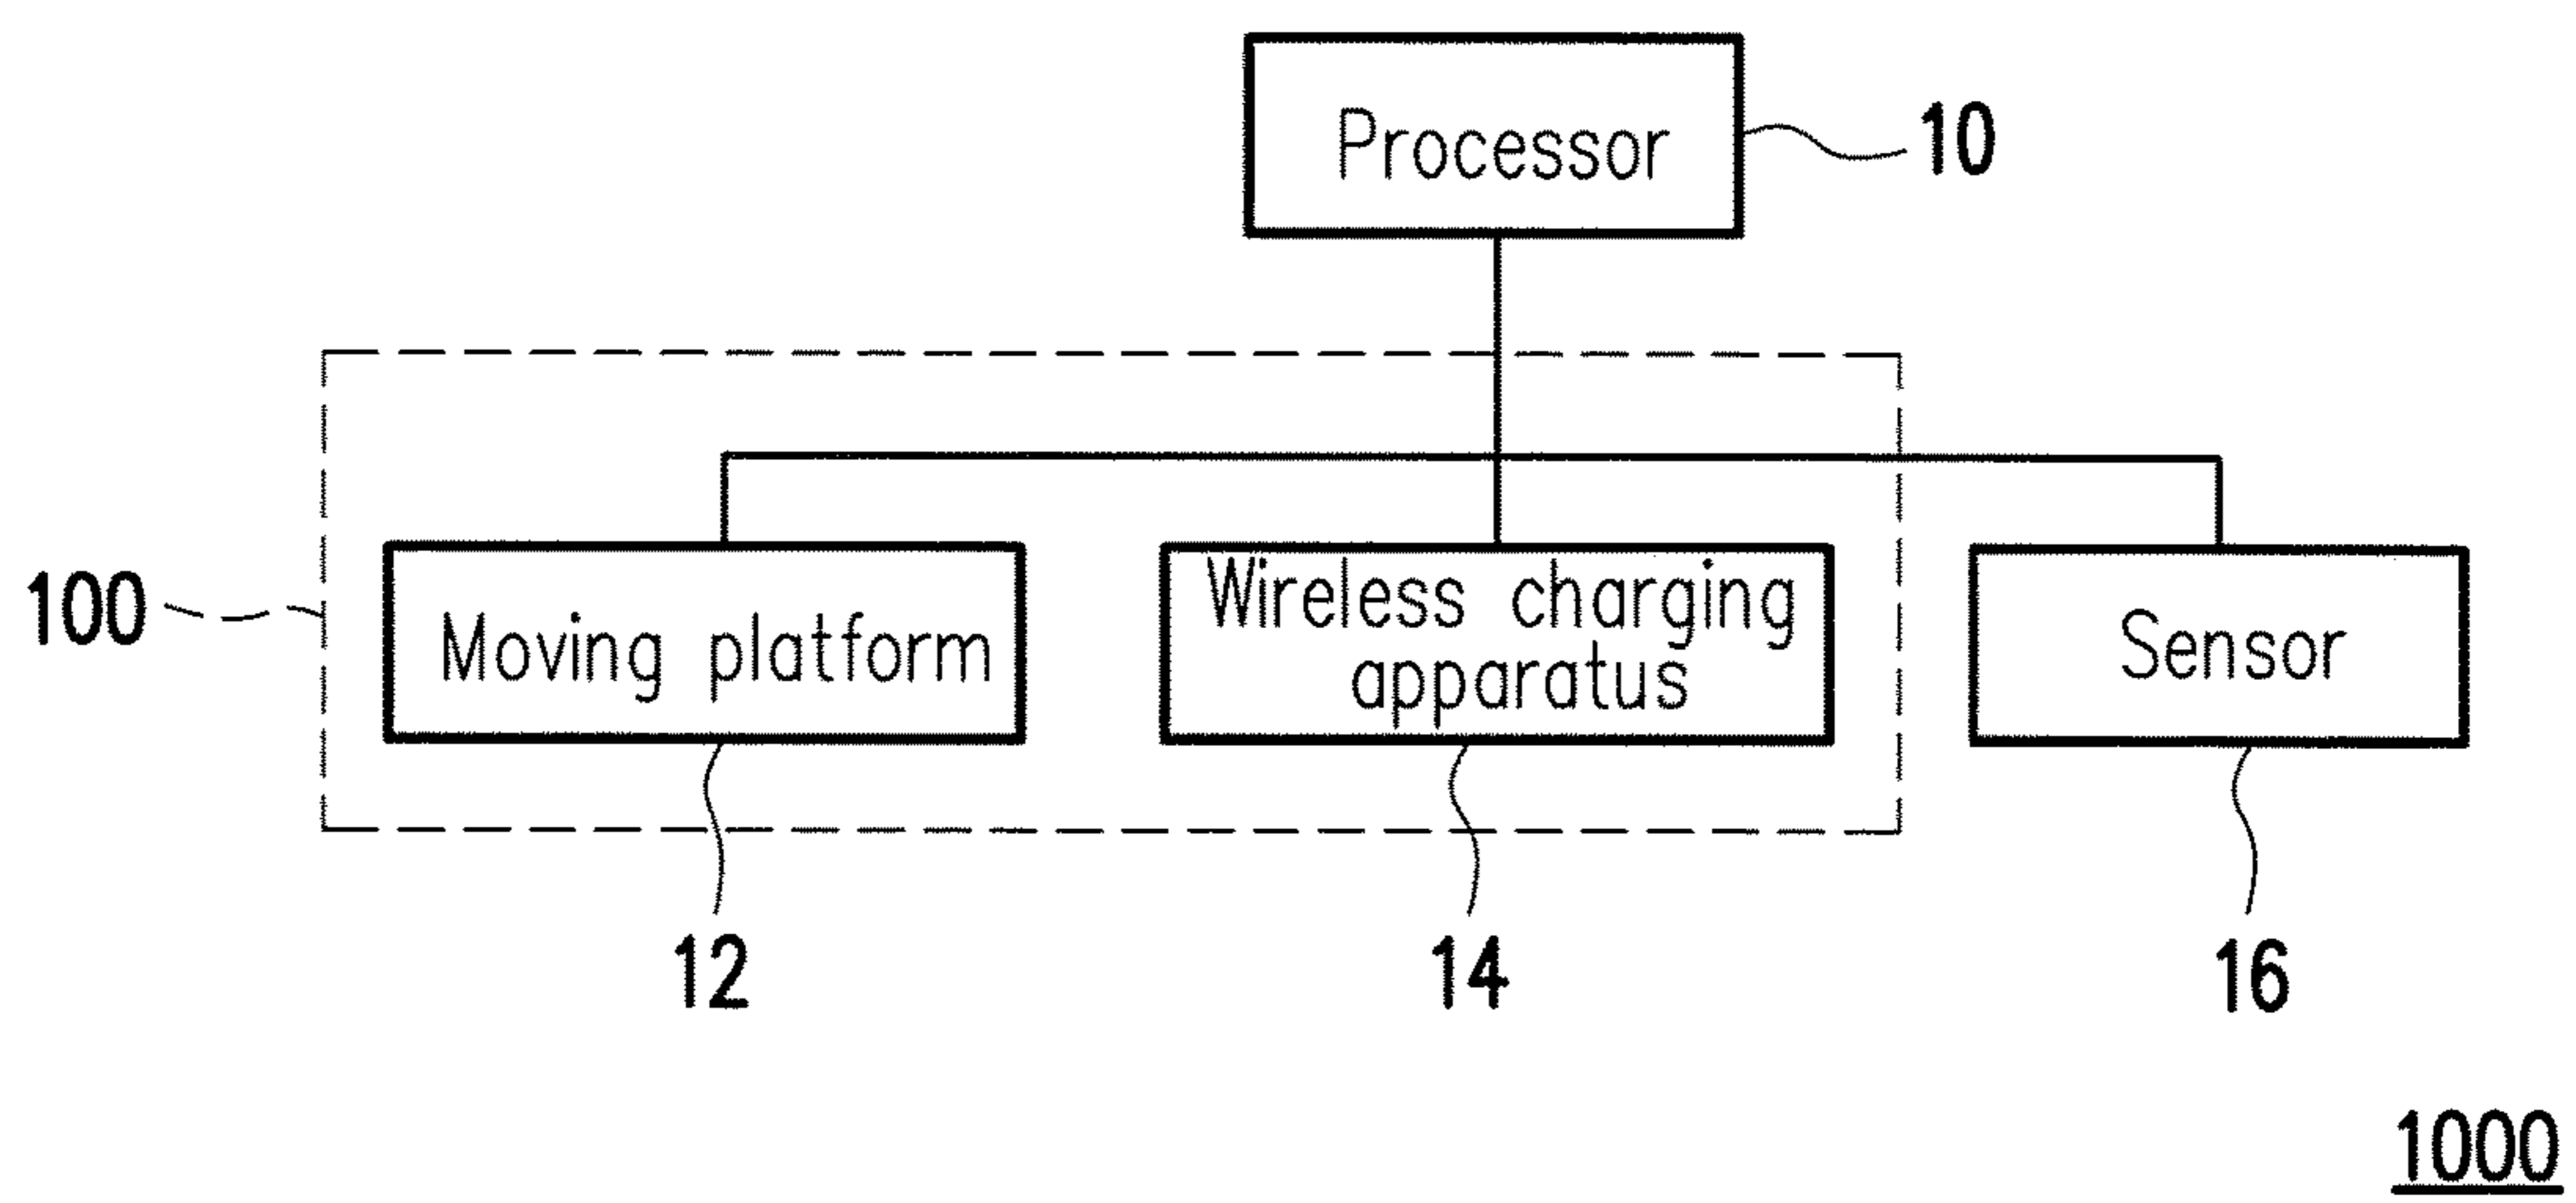 Processor
10
100
Moving platform
Wireless charging
apparatus
Sensor
12
14
16
1000